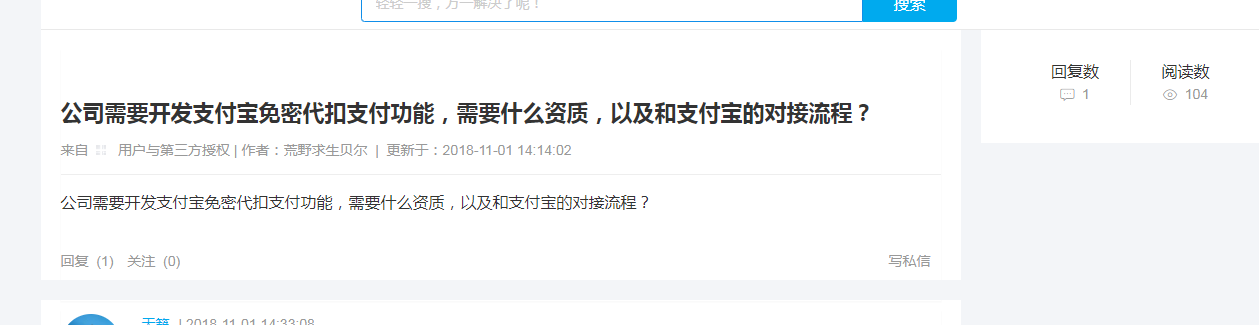 轻轻一搜，万一解决了呢！
搜索
公司需要开发支付宝免密代扣支付功能，需要什么资质，以及和支付宝的对接流程？
来自 用户与第三方授权 | 作者：荒野求生贝尔 | 更新于：2018-11-01 14:14:02
公司需要开发支付宝免密代扣支付功能，需要什么资质，以及和支付宝的对接流程？
回复 (1) 关注 (0)
写私信
回复数
1
阅读数
104
| 2018-11-01 14:33:08